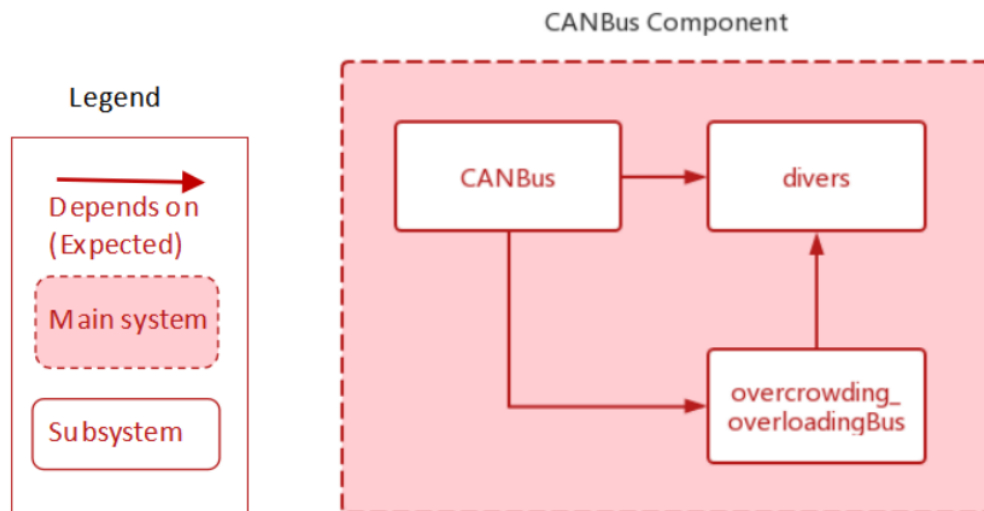 CANBus Component
Legend
Depends on
(Expected)
Main system
Subsystem
CANBus
divers
overcrowding_
overloadingBus